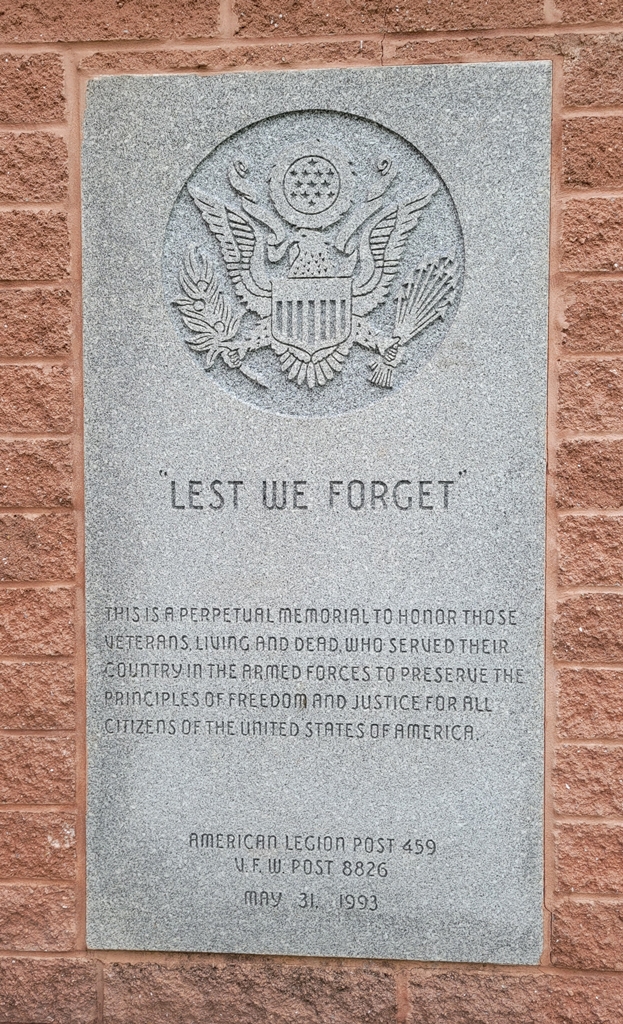 "LEST WE FORGET"
THIS IS A PERPETUAL MEMORIAL TO HONOR THOSE
VETERANS, LIVING AND DEAD, WHO SERVED THEIR
COUNTRY IN THE ARMED FORCES TO PRESERVE THE
PRINCIPLES OF FREEDOM AND JUSTICE FOR ALL
CITIZENS OF THE UNITED STATES OF AMERICA.
AMERICAN LEGION POST 459
V.F.W. POST 8826
MAY 31, 1993